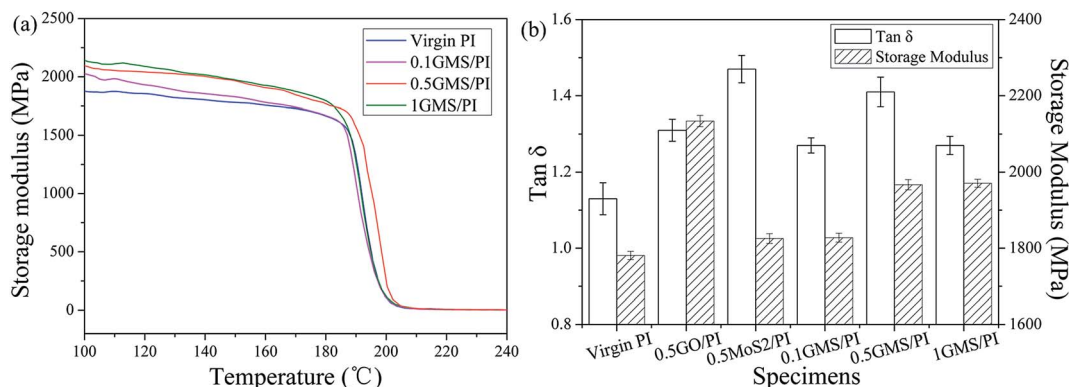 (a)
2500
2000
1500
1000
500
0
Storage modulus (MPa)
Virgin PI
0.1GMS/PI
0.5GMS/PI
1GMS/PI
100 120 140 160 180 200 220 240
Temperature (℃)
(b)
1.6
1.4
1.2
1.0
0.8
Tan δ
Tan δ
Storage Modulus
2400
2200
2000
1800
1600
Storage Modulus (MPa)
Virgin PI 0.5GO/PI 0.5MoS2/PI 0.1GMS/PI 0.5GMS/PI 1GMS/PI
Specimens